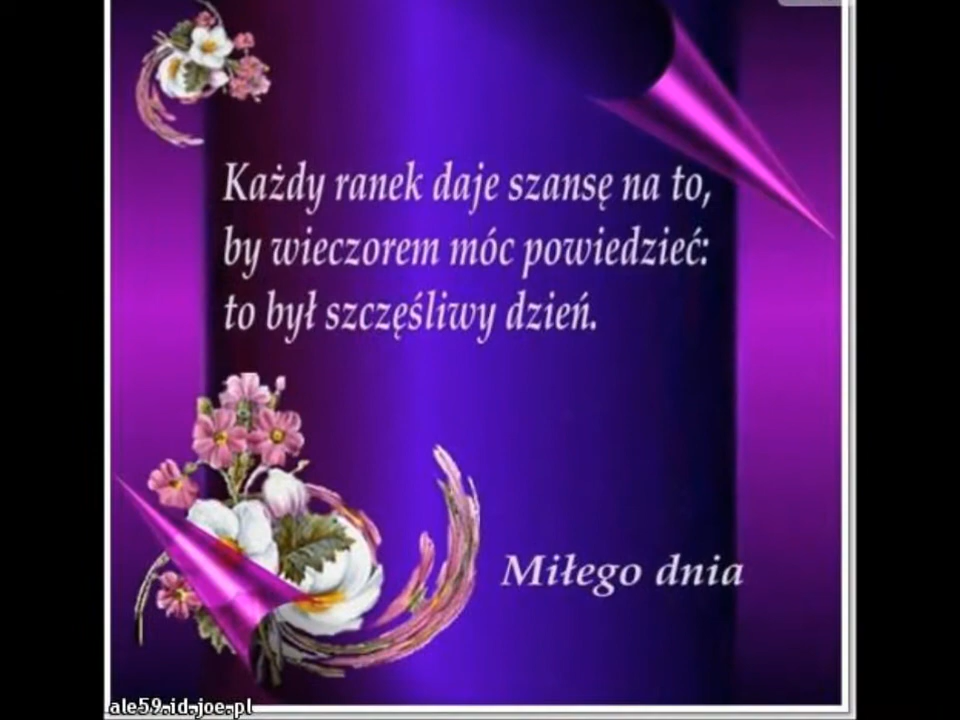 Każdy ranek daje szansę na to,
by wieczorem móc powiedzieć:
to był szczęśliwy dzień.
Miłego dnia
ale59.id.joe.pl